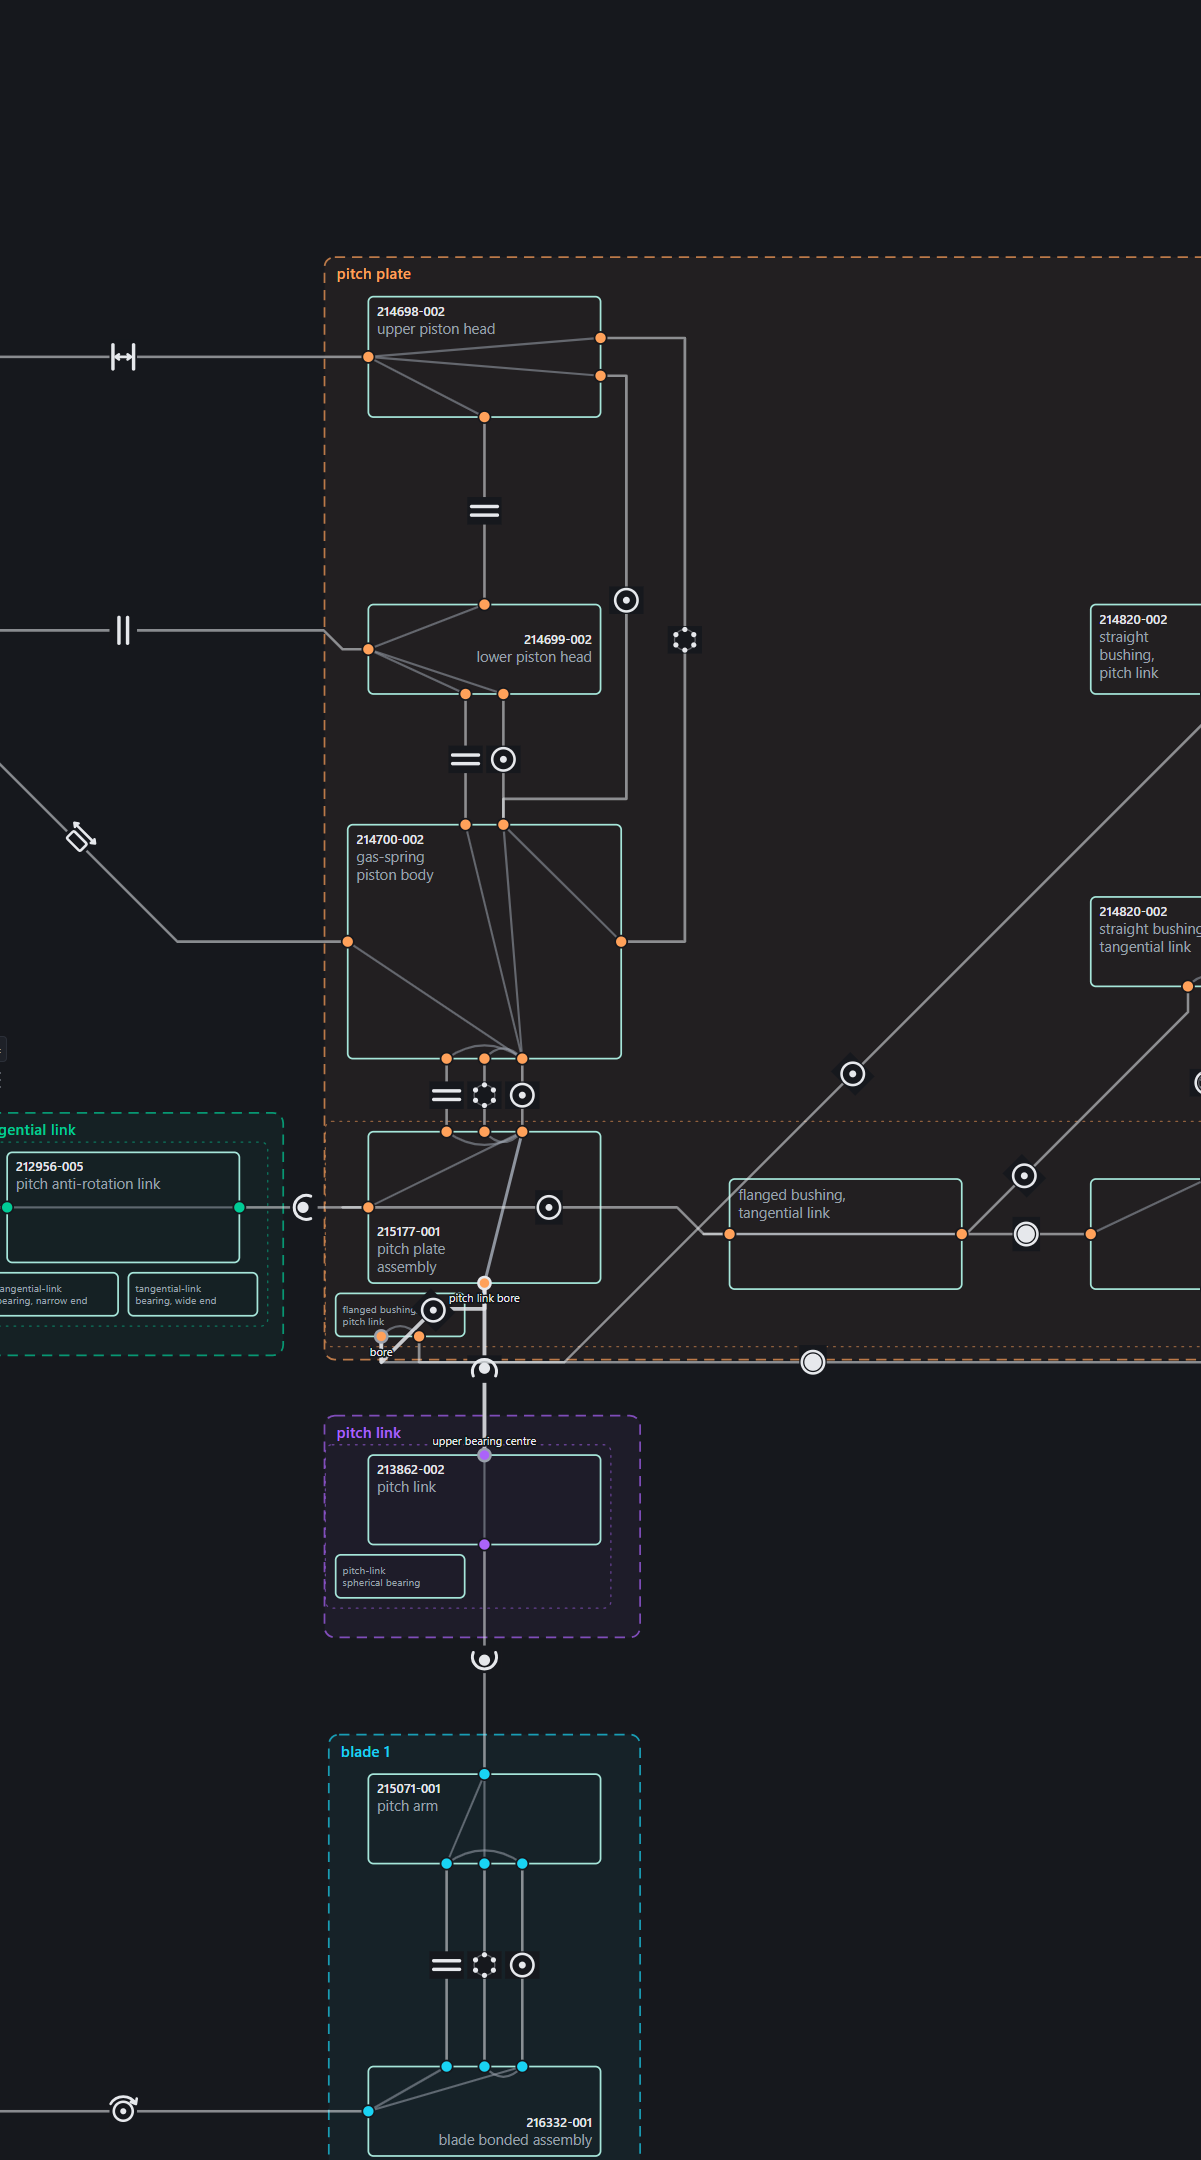 pitch plate
214698-002
upper piston head
214699-002
lower piston head
214820-002
straight
bushing,
pitch link
214700-002
gas-spring
piston body
214820-002
straight bushing
tangential link
gential link
212956-005
pitch anti-rotation link
angential-link
bearing, narrow end
tangential-link
bearing, wide end
215177-001
pitch plate
assembly
flanged bushing,
tangential link
flanged bushing,
pitch link
pitch link bore
bore
pitch link
upper bearing centre
213862-002
pitch link
pitch-link
spherical bearing
blade 1
215071-001
pitch arm
216332-001
blade bonded assembly